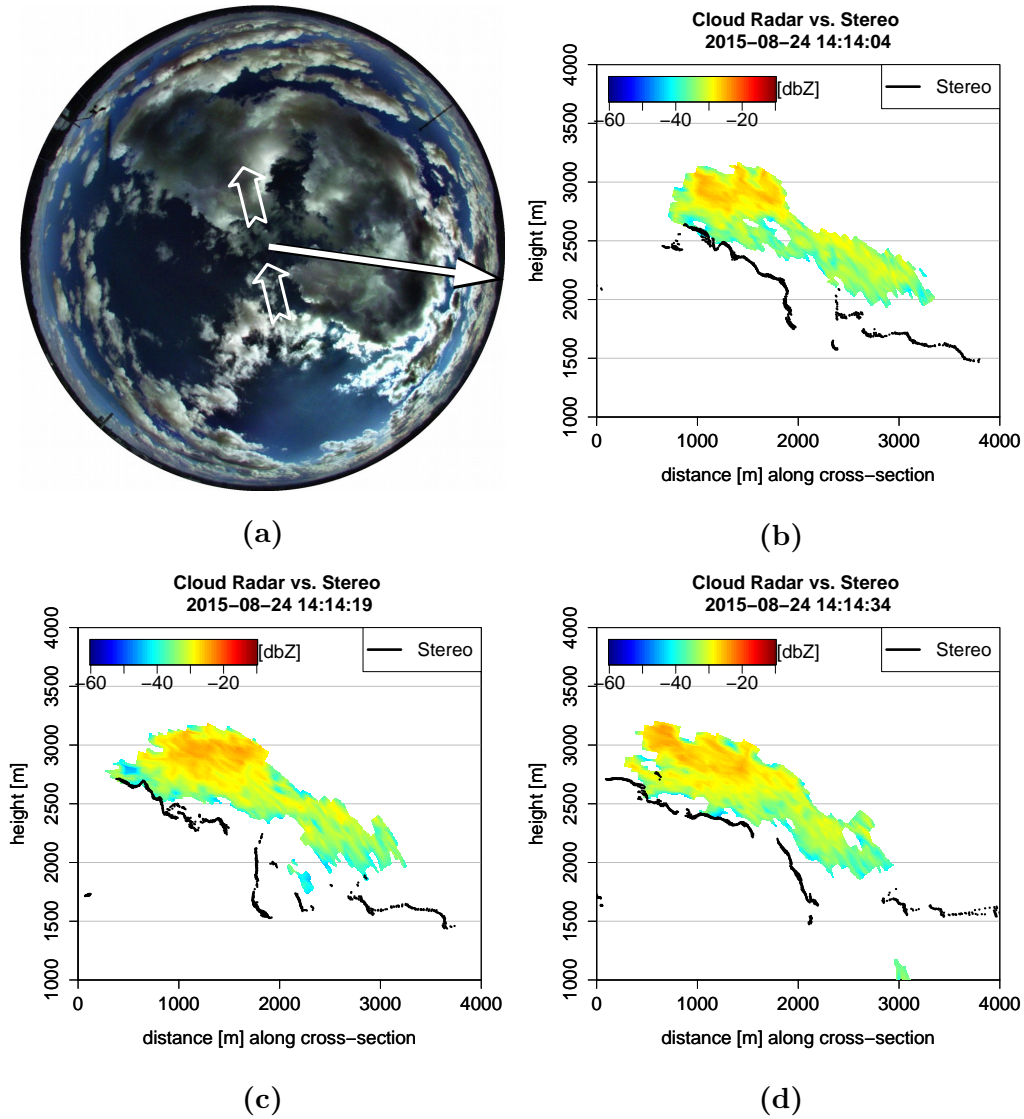 (a)
Cloud Radar vs. Stereo
2015−08−24 14:14:04
[dbZ]
−60 −40 −20
Stereo
4000
3500
3000
2500
2000
1500
1000
height [m]
0 1000 2000 3000 4000
distance [m] along cross−section
(b)
Cloud Radar vs. Stereo
2015−08−24 14:14:19
[dbZ]
−60 −40 −20
Stereo
4000
3500
3000
2500
2000
1500
1000
height [m]
0 1000 2000 3000 4000
distance [m] along cross−section
(c)
Cloud Radar vs. Stereo
2015−08−24 14:14:34
[dbZ]
−60 −40 −20
Stereo
4000
3500
3000
2500
2000
1500
1000
height [m]
0 1000 2000 3000 4000
distance [m] along cross−section
(d)